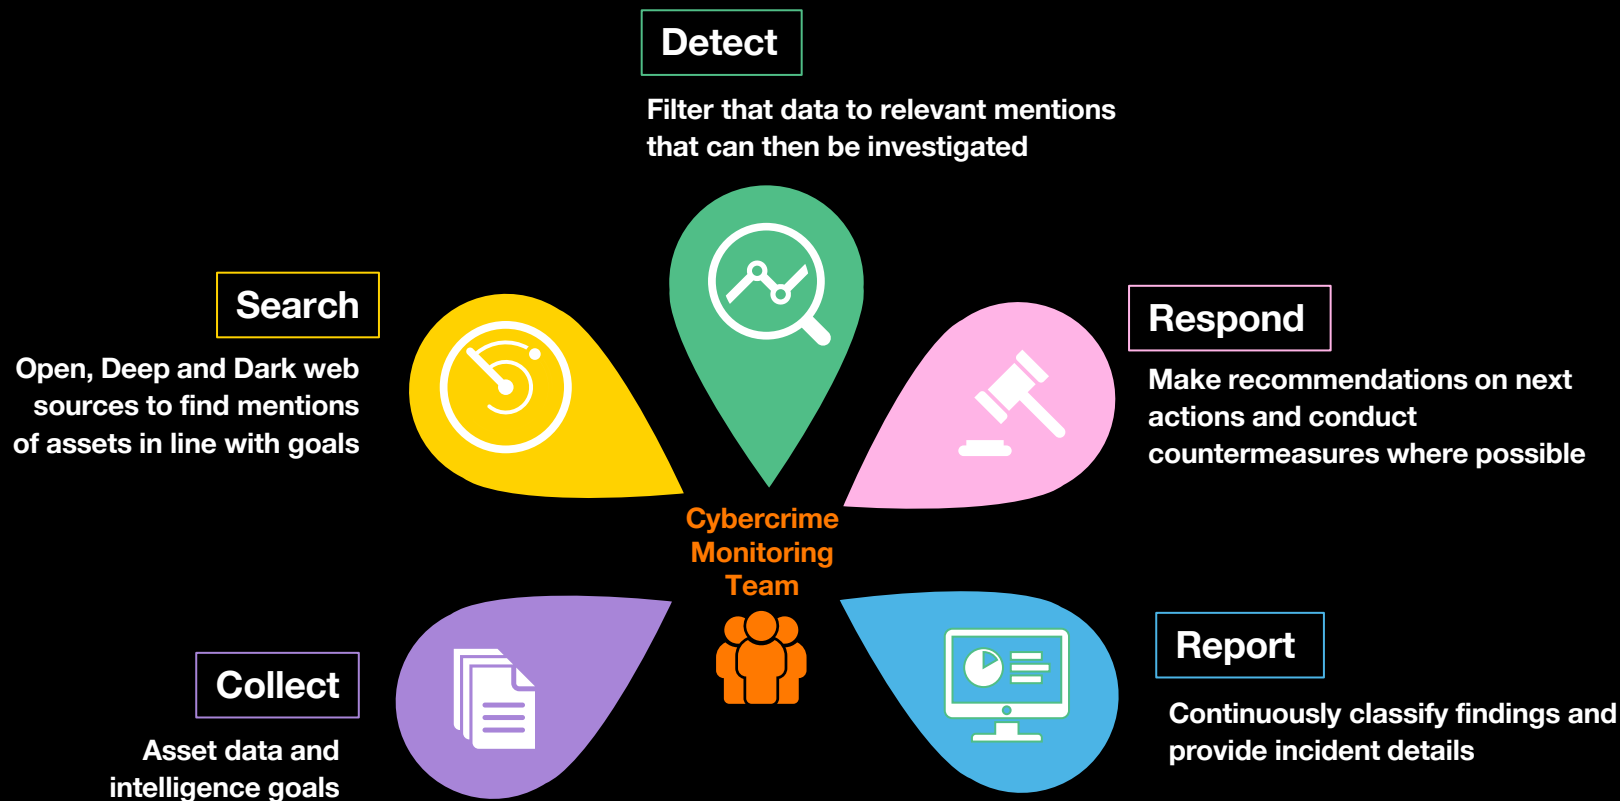 Detect
Filter that data to relevant mentions
that can then be investigated
Search
Open, Deep and Dark web
sources to find mentions
of assets in line with goals
Respond
Make recommendations on next
actions and conduct
countermeasures where possible
Cybercrime
Monitoring
Team
Collect
Asset data and
intelligence goals
Report
Continuously classify findings and
provide incident details